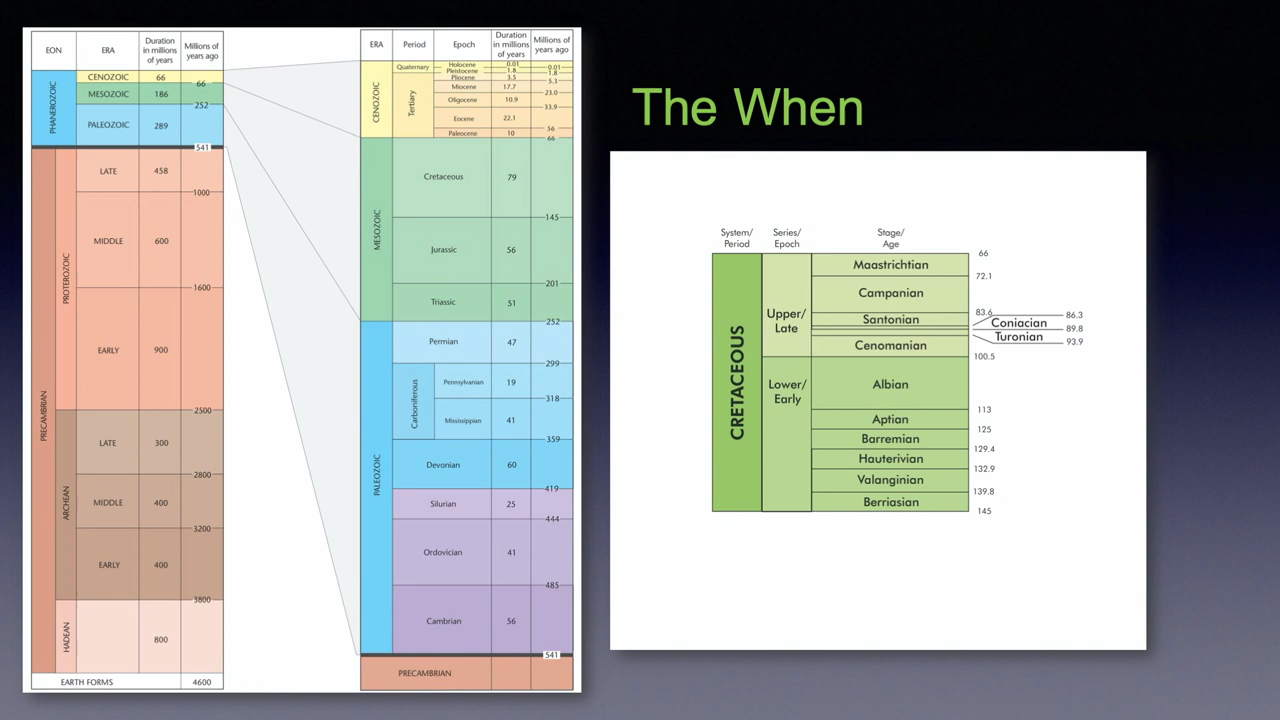 The When
EON ERA Duration in millions of years Millions of years ago
PHANEROZOIC
CENOZOIC 66
66
MESOZOIC 186
252
PALEOZOIC 289
541
PRECAMBRIAN
PROTEROZOIC
LATE 458
1000
MIDDLE 600
1600
EARLY 900
2500
ARCHEAN
LATE 300
2800
MIDDLE 400
3200
EARLY 400
3800
HADEAN
800
EARTH FORMS 4600
ERA Period Epoch Duration in millions of years Millions of years ago
CENOZOIC
Quaternary
Holocene 0.01
0.01
Pleistocene 1.8
1.8
Tertiary
Pliocene 3.5
5.3
Miocene 17.7
23.0
Oligocene 10.9
33.9
Eocene 22.1
56
Paleocene 10
66
MESOZOIC
Cretaceous 79
145
Jurassic 56
201
Triassic 51
252
PALEOZOIC
Permian 47
299
Carboniferous
Pennsylvanian 19
318
Mississippian 41
359
Devonian 60
419
Silurian 25
444
Ordovician 41
485
Cambrian 56
541
PRECAMBRIAN
System/
Period
Series/
Epoch
Stage/
Age
CRETACEOUS
Upper/
Late
66
Maastrichtian
72.1
Campanian
83.6
Santonian
86.3
Coniacian
89.8
Turonian
93.9
Cenomanian
100.5
Lower/
Early
Albian
113
Aptian
125
Barremian
129.4
Hauterivian
132.9
Valanginian
139.8
Berriasian
145